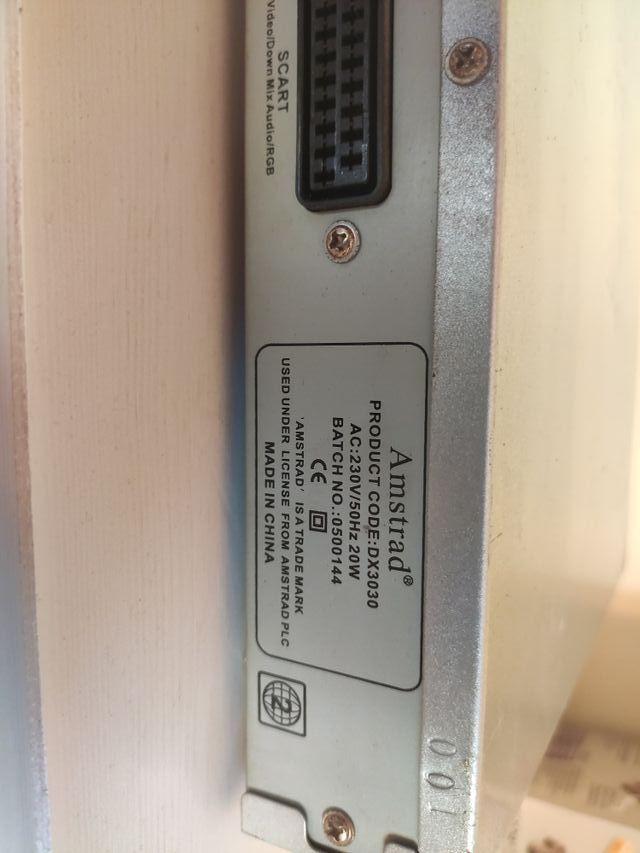 SCART
Video/Down Mix Audio/RGB
Amstrad®
PRODUCT CODE:DX3030
AC:230V/50Hz 20W
BATCH NO.:0500144
CE
'AMSTRAD' IS A TRADE MARK
USED UNDER LICENSE FROM AMSTRAD PLC
MADE IN CHINA
2
001